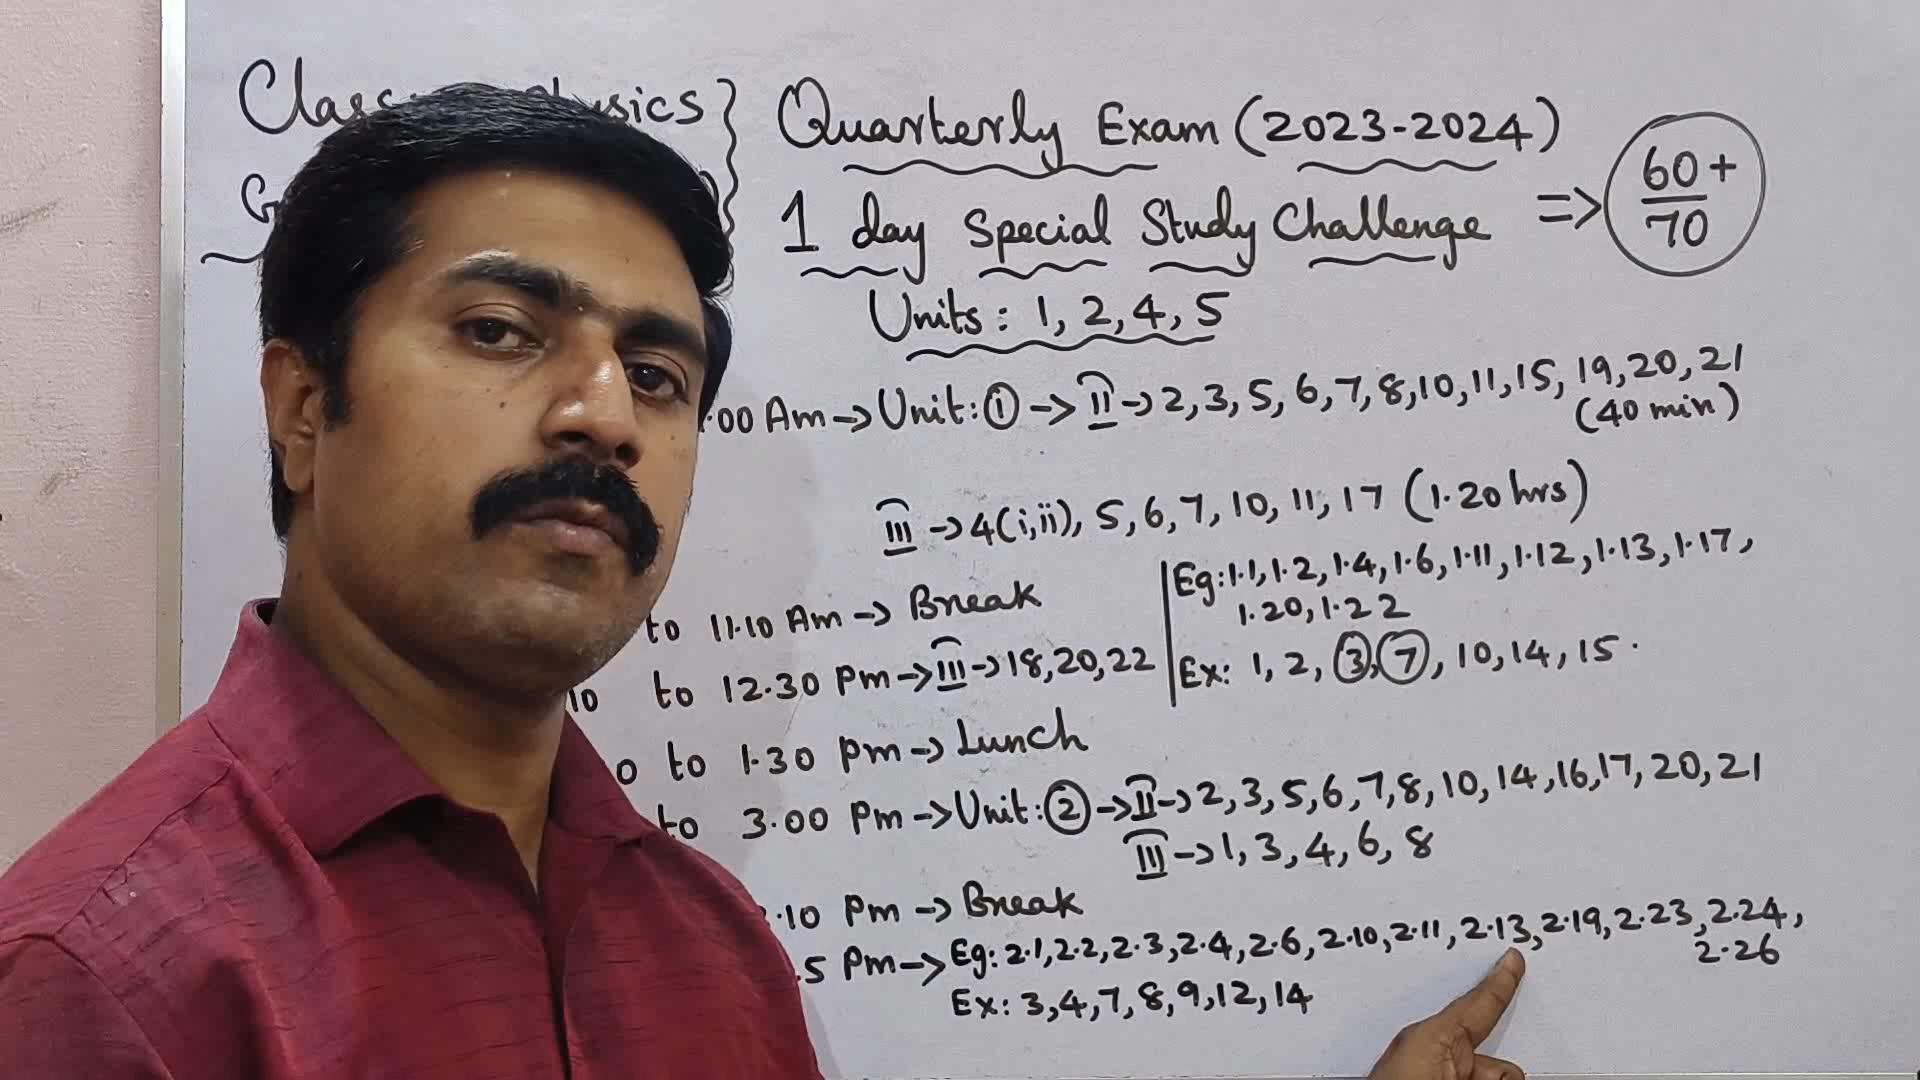 Class Physics } Quarterly Exam (2023-2024)
1 day Special Study Challenge => 60+/70
Units: 1, 2, 4, 5
:00 Am -> Unit: ① -> II -> 2, 3, 5, 6, 7, 8, 10, 11, 15, 19, 20, 21
(40 min)
III -> 4(i,ii), 5, 6, 7, 10, 11, 17 (1.20 hrs)
to 11.10 Am -> Break
Eg: 1.1, 1.2, 1.4, 1.6, 1.11, 1.12, 1.13, 1.17,
1.20, 1.22
10 to 12.30 Pm -> III -> 18, 20, 22
Ex: 1, 2, ③, ⑦, 10, 14, 15.
0 to 1.30 Pm -> Lunch
to 3.00 Pm -> Unit: ② -> II -> 2, 3, 5, 6, 7, 8, 10, 14, 16, 17, 20, 21
III -> 1, 3, 4, 6, 8
.10 Pm -> Break
.5 Pm -> Eg: 2.1, 2.2, 2.3, 2.4, 2.6, 2.10, 2.11, 2.13, 2.19, 2.23, 2.24,
2.26
Ex: 3, 4, 7, 8, 9, 12, 14